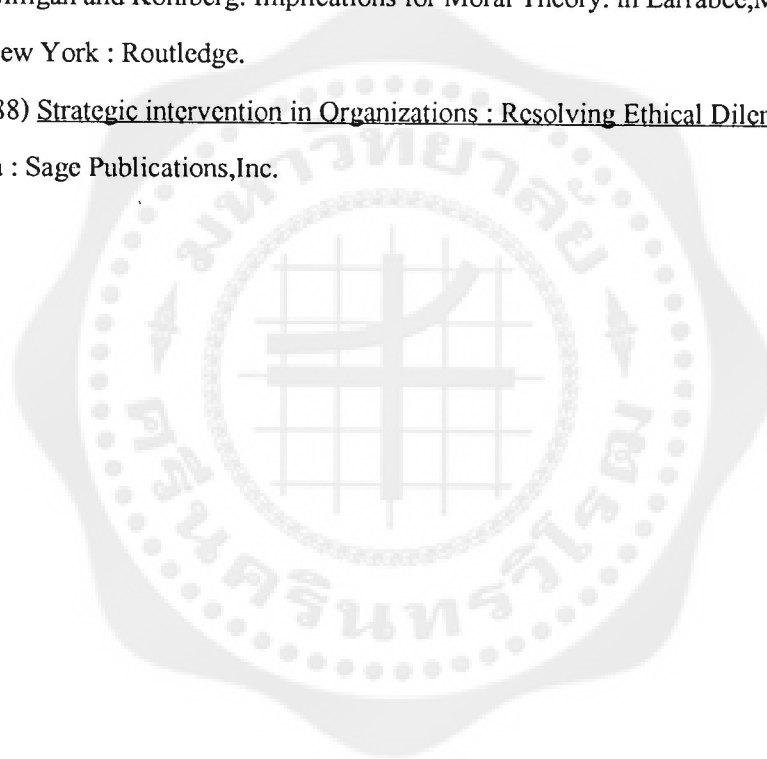 Gilligan and Kohlberg: Implications for Moral Theory. in Larrabee,M
ew York : Routledge.
88) Strategic intervention in Organizations : Resolving Ethical Dilem
a : Sage Publications,Inc.
มหาวิทยาลัย
ศรีนครินทรวิโรฒ